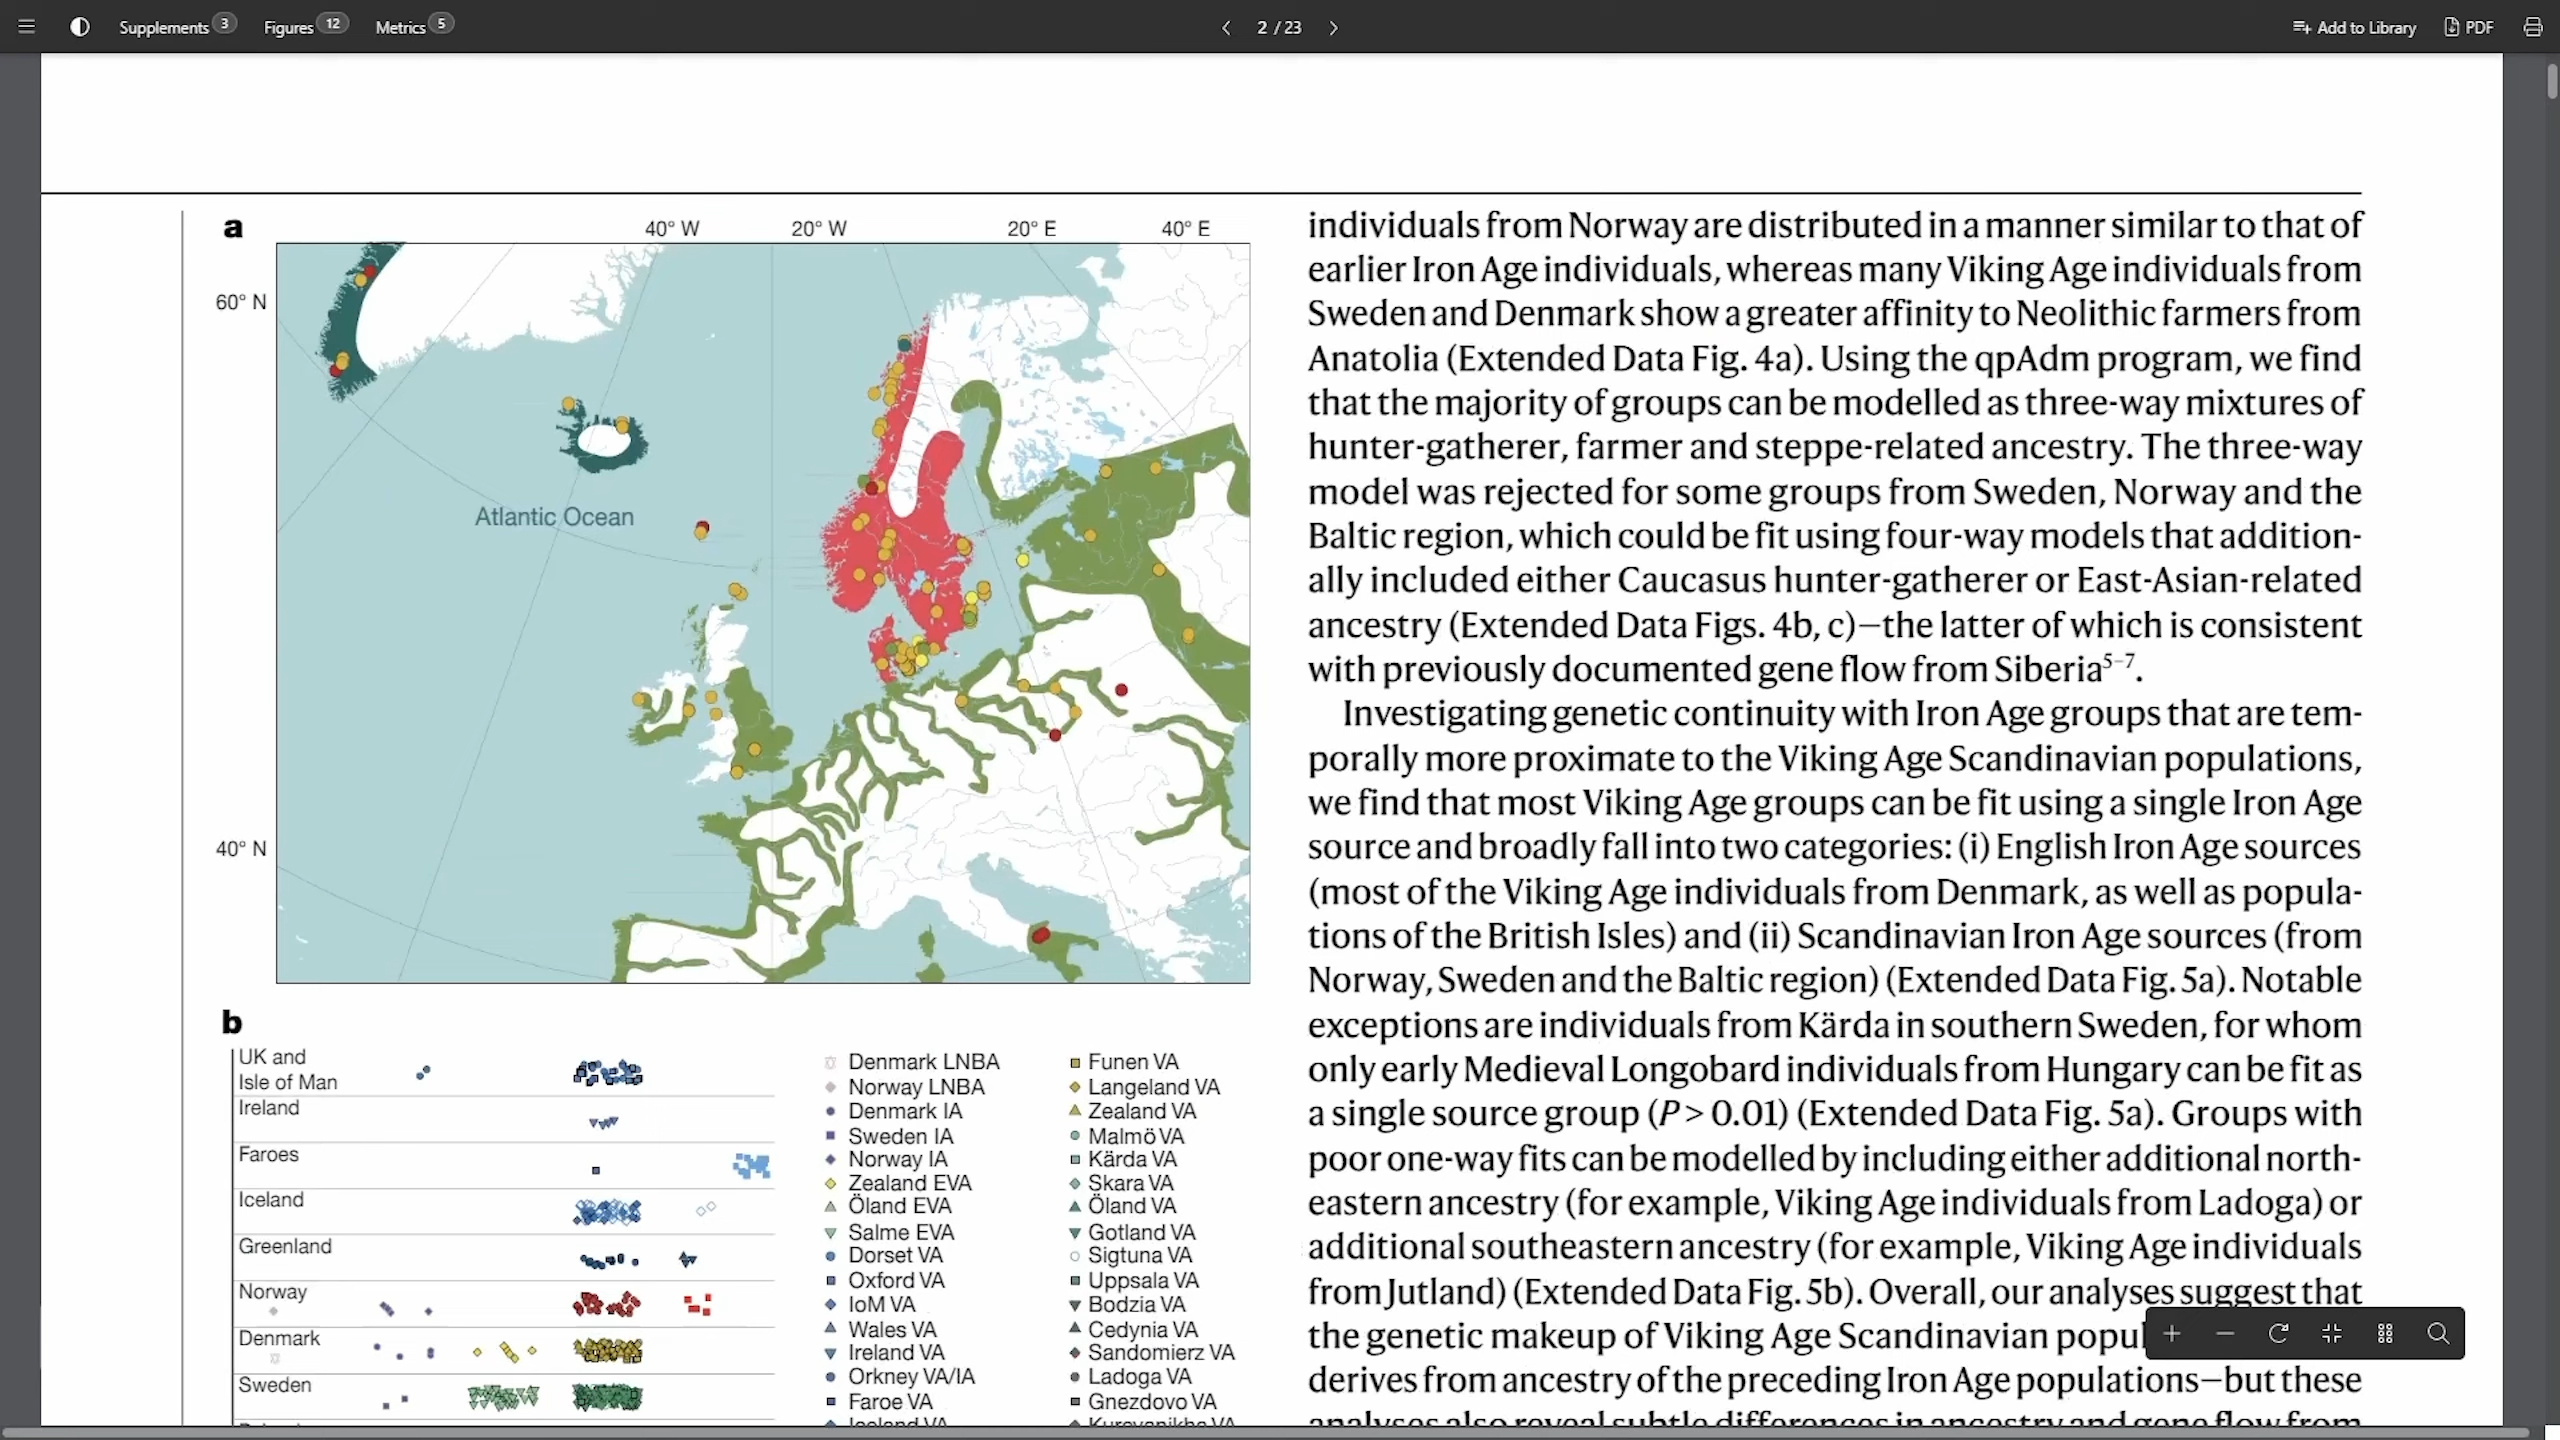 Supplements 3 Figures 12 Metrics 5 2 / 23 Add to Library PDF
a
40° W 20° W 20° E 40° E
60° N
Atlantic Ocean
40° N
b
UK and
Isle of Man
Ireland
Faroes
Iceland
Greenland
Norway
Denmark
Sweden
Denmark LNBA
Norway LNBA
Denmark IA
Sweden IA
Norway IA
Zealand EVA
Öland EVA
Salme EVA
Dorset VA
Oxford VA
IoM VA
Wales VA
Ireland VA
Orkney VA/IA
Faroe VA
Iceland VA
Funen VA
Langeland VA
Zealand VA
Malmö VA
Kärda VA
Skara VA
Öland VA
Gotland VA
Sigtuna VA
Uppsala VA
Bodzia VA
Cedynia VA
Sandomierz VA
Ladoga VA
Gnezdovo VA
Kurevanikha VA
individuals from Norway are distributed in a manner similar to that of
earlier Iron Age individuals, whereas many Viking Age individuals from
Sweden and Denmark show a greater affinity to Neolithic farmers from
Anatolia (Extended Data Fig. 4a). Using the qpAdm program, we find
that the majority of groups can be modelled as three-way mixtures of
hunter-gatherer, farmer and steppe-related ancestry. The three-way
model was rejected for some groups from Sweden, Norway and the
Baltic region, which could be fit using four-way models that addition-
ally included either Caucasus hunter-gatherer or East-Asian-related
ancestry (Extended Data Figs. 4b, c)—the latter of which is consistent
with previously documented gene flow from Siberia5–7.
Investigating genetic continuity with Iron Age groups that are tem-
porally more proximate to the Viking Age Scandinavian populations,
we find that most Viking Age groups can be fit using a single Iron Age
source and broadly fall into two categories: (i) English Iron Age sources
(most of the Viking Age individuals from Denmark, as well as popula-
tions of the British Isles) and (ii) Scandinavian Iron Age sources (from
Norway, Sweden and the Baltic region) (Extended Data Fig. 5a). Notable
exceptions are individuals from Kärda in southern Sweden, for whom
only early Medieval Longobard individuals from Hungary can be fit as
a single source group (P > 0.01) (Extended Data Fig. 5a). Groups with
poor one-way fits can be modelled by including either additional north-
eastern ancestry (for example, Viking Age individuals from Ladoga) or
additional southeastern ancestry (for example, Viking Age individuals
from Jutland) (Extended Data Fig. 5b). Overall, our analyses suggest that
the genetic makeup of Viking Age Scandinavian popul
derives from ancestry of the preceding Iron Age populations—but these
analyses also reveal subtle differences in ancestry and gene flow from